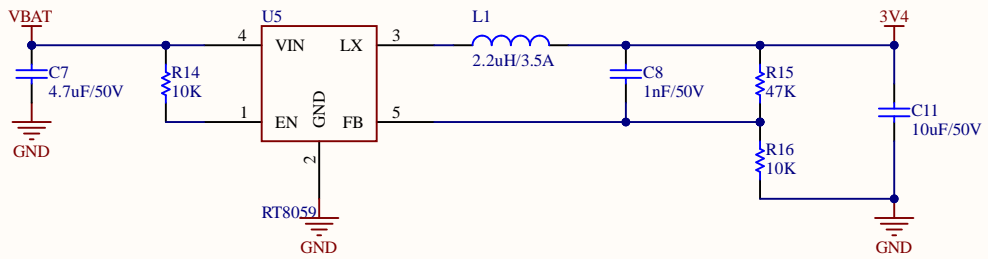 VBAT
U5
L1
3V4
4
VIN
LX
3
C7
4.7uF/50V
R14
10K
2.2uH/3.5A
C8
1nF/50V
R15
47K
1
EN
GND
FB
5
C11
10uF/50V
GND
2
R16
10K
RT8059
GND
GND